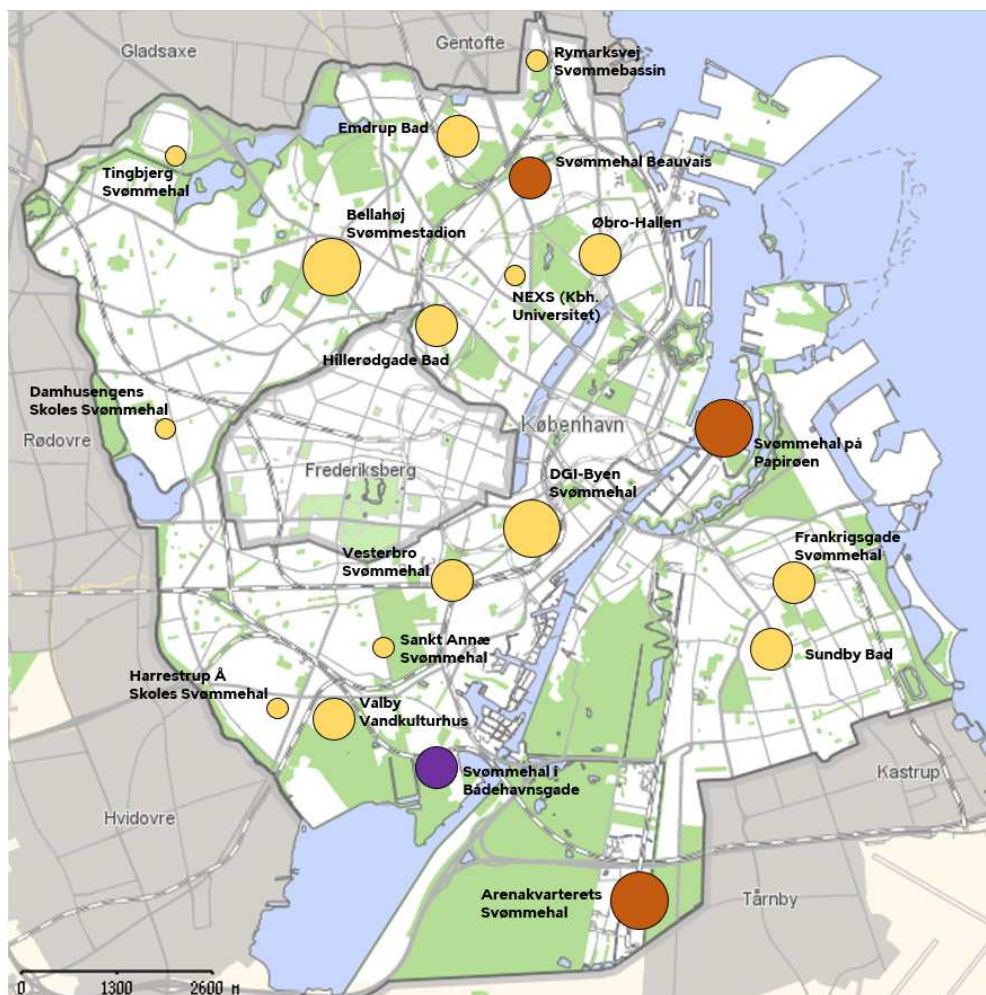 Gladsaxe
Gentofte
Rymarksvej
Svømmebassin
Emdrup Bad
Tingbjerg
Svømmehal
Svømmehal Beauvais
Bellahøj
Svømmestadion
Øbro-Hallen
NEXS (Kbh.
Universitet)
Hillerødgade Bad
Damhusengens
Skoles Svømmehal
Rødovre
København
Frederiksberg
Svømmehal på
Papirøen
DGI-Byen
Svømmehal
Vesterbro
Svømmehal
Frankrigsgade
Svømmehal
Sankt Annæ
Svømmehal
Sundby Bad
Harrestrup Å
Skoles Svømmehal
Valby
Vandkulturhus
Svømmehal i
Bådehavnsgade
Kastrup
Hvidovre
Arenakvarterets
Svømmehal
Tårnby
0 1300 2600 M